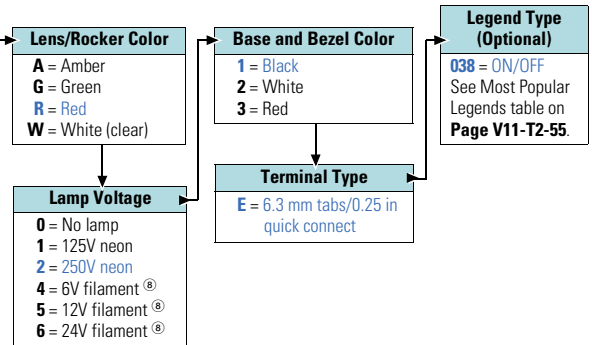 Lens/Rocker Color
A = Amber
G = Green
R = Red
W = White (clear)
Lamp Voltage
0 = No lamp
1 = 125V neon
2 = 250V neon
4 = 6V filament ⑧
5 = 12V filament ⑧
6 = 24V filament ⑧
Base and Bezel Color
1 = Black
2 = White
3 = Red
Terminal Type
E = 6.3 mm tabs/0.25 in
quick connect
Legend Type
(Optional)
038 = ON/OFF
See Most Popular
Legends table on
Page V11-T2-55.